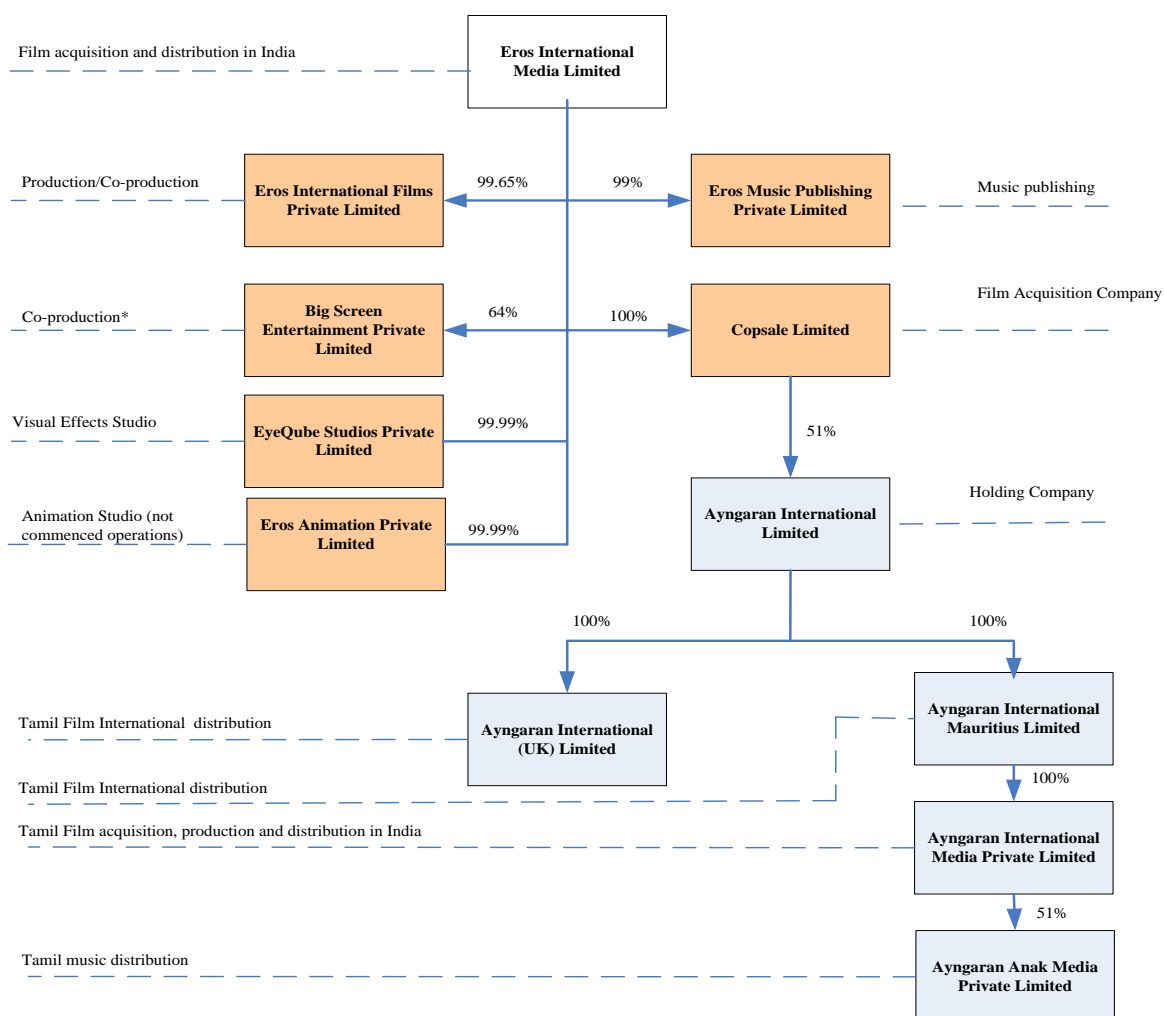 Film acquisition and distribution in India
Eros International
Media Limited
Production/Co-production
Eros International Films
Private Limited
99.65%
99%
Eros Music Publishing
Private Limited
Music publishing
Co-production*
Big Screen
Entertainment Private
Limited
64%
100%
Copsale Limited
Film Acquisition Company
Visual Effects Studio
EyeQube Studios Private
Limited
99.99%
51%
Animation Studio (not
commenced operations)
Eros Animation Private
Limited
99.99%
Ayngaran International
Limited
Holding Company
100%
100%
Tamil Film International distribution
Ayngaran International
(UK) Limited
Ayngaran International
Mauritius Limited
Tamil Film International distribution
100%
Tamil Film acquisition, production and distribution in India
Ayngaran International
Media Private Limited
51%
Tamil music distribution
Ayngaran Anak Media
Private Limited